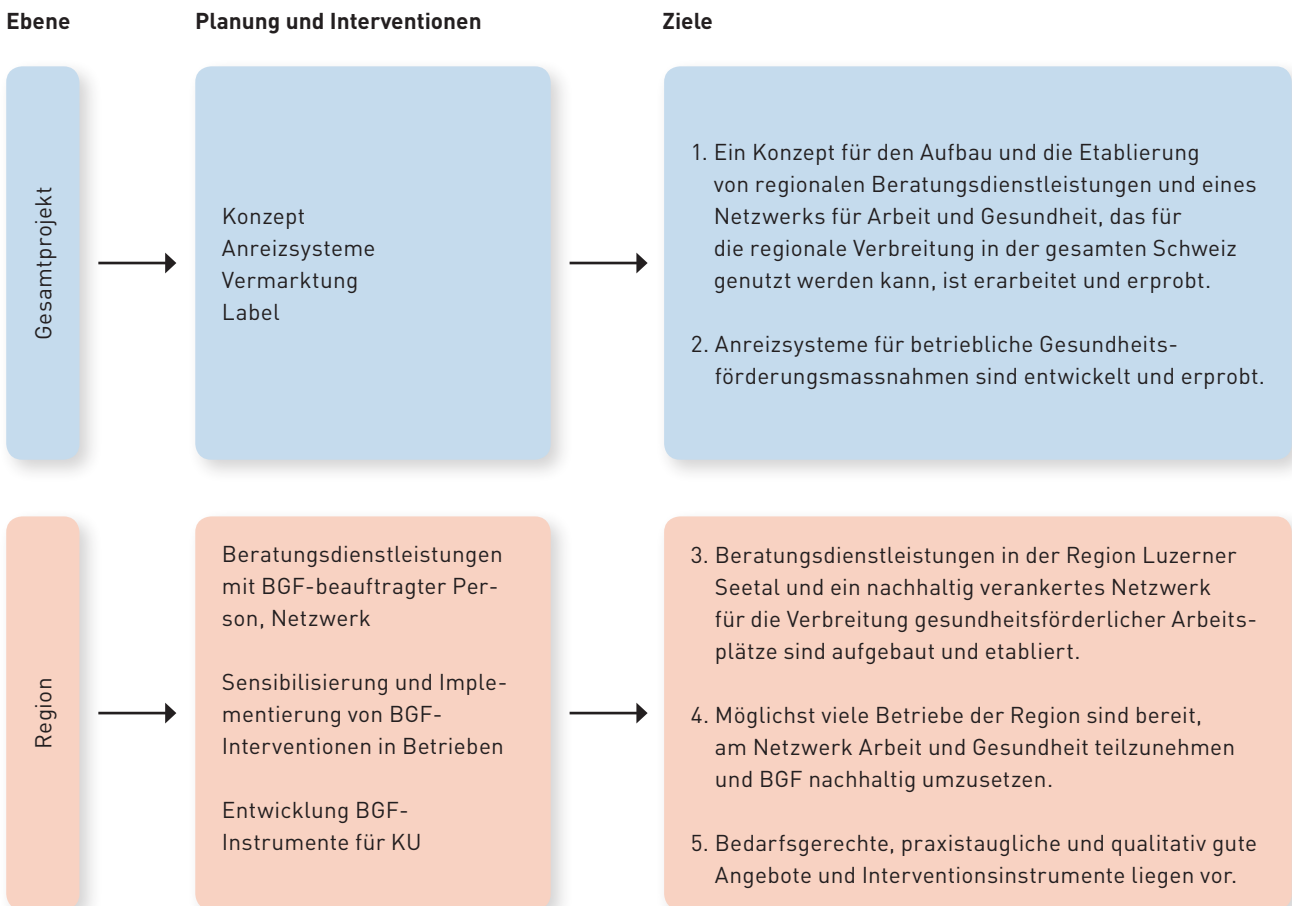 Ebene
Planung und Interventionen
Ziele
Gesamtprojekt
Konzept
Anreizsysteme
Vermarktung
Label
1. Ein Konzept für den Aufbau und die Etablierung
von regionalen Beratungsdienstleistungen und eines
Netzwerks für Arbeit und Gesundheit, das für
die regionale Verbreitung in der gesamten Schweiz
genutzt werden kann, ist erarbeitet und erprobt.
2. Anreizsysteme für betriebliche Gesundheits-
förderungsmassnahmen sind entwickelt und erprobt.
Region
Beratungsdienstleistungen
mit BGF-beauftragter Per-
son, Netzwerk
Sensibilisierung und Imple-
mentierung von BGF-
Interventionen in Betrieben
Entwicklung BGF-
Instrumente für KU
3. Beratungsdienstleistungen in der Region Luzerner
Seetal und ein nachhaltig verankertes Netzwerk
für die Verbreitung gesundheitsförderlicher Arbeits-
plätze sind aufgebaut und etabliert.
4. Möglichst viele Betriebe der Region sind bereit,
am Netzwerk Arbeit und Gesundheit teilzunehmen
und BGF nachhaltig umzusetzen.
5. Bedarfsgerechte, praxistaugliche und qualitativ gute
Angebote und Interventionsinstrumente liegen vor.